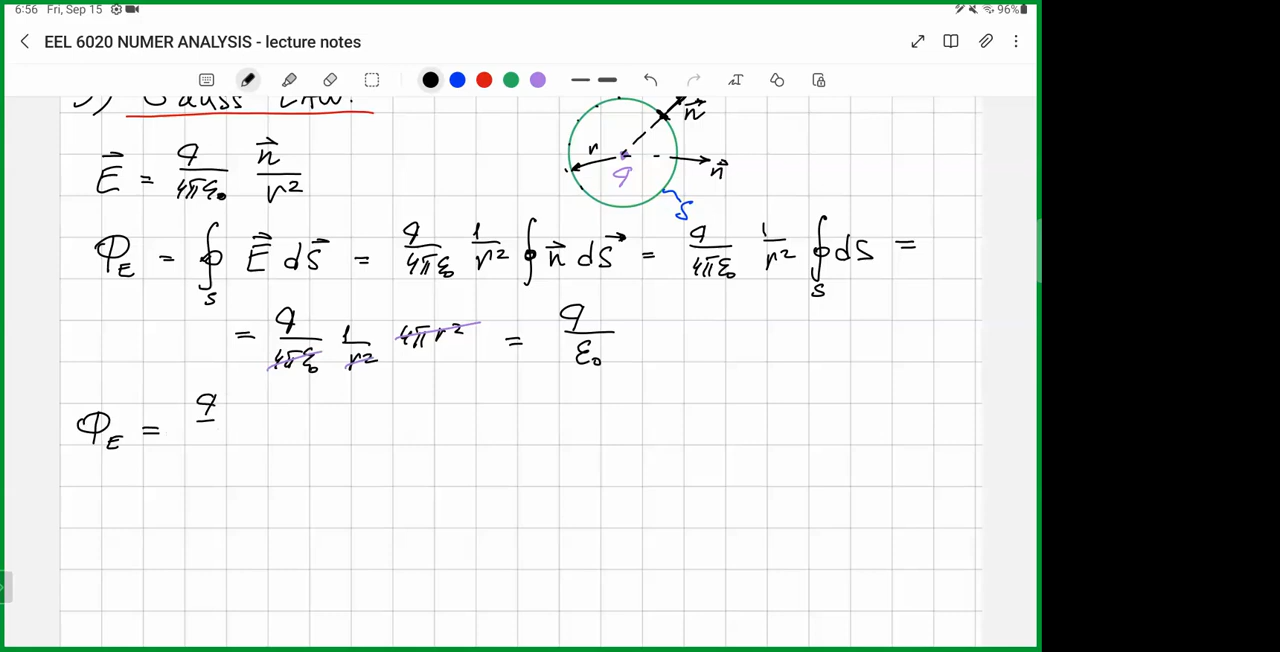 6:56 Fri, Sep 15 96%
EEL 6020 NUMER ANALYSIS - lecture notes
3) Gauss LAW:
n⃗
E⃗ = q/4πε₀ n⃗/r²
r q n⃗
S
Φ_E = ∮_S E⃗ dS⃗ = q/4πε₀ 1/r² ∮ n⃗ dS⃗ = q/4πε₀ 1/r² ∮_S dS =
= q/4πε₀ 1/r² 4πr² = q/ε₀
Φ_E = q